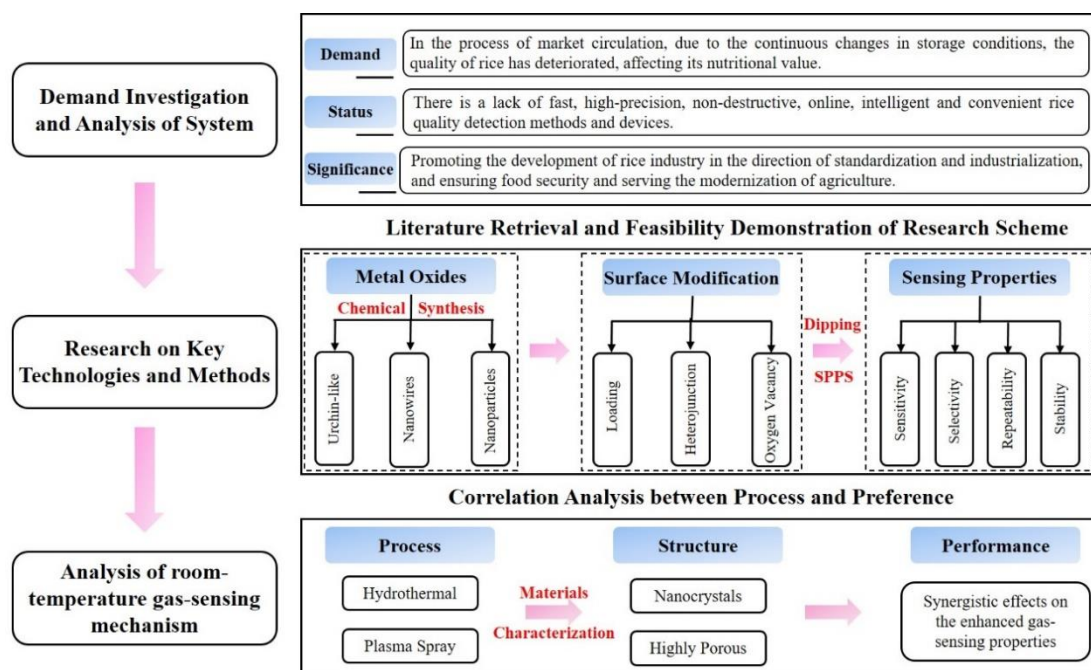 Demand Investigation
and Analysis of System
Demand
In the process of market circulation, due to the continuous changes in storage conditions, the
quality of rice has deteriorated, affecting its nutritional value.
Status
There is a lack of fast, high-precision, non-destructive, online, intelligent and convenient rice
quality detection methods and devices.
Significance
Promoting the development of rice industry in the direction of standardization and industrialization,
and ensuring food security and serving the modernization of agriculture.
Literature Retrieval and Feasibility Demonstration of Research Scheme
Research on Key
Technologies and Methods
Metal Oxides
Chemical Synthesis
Urchin-like
Nanowires
Nanoparticles
Surface Modification
Loading
Heterojunction
Oxygen Vacancy
Dipping
SPPS
Sensing Properties
Sensitivity
Selectivity
Repeatability
Stability
Correlation Analysis between Process and Preference
Analysis of room-
temperature gas-sensing
mechanism
Process
Hydrothermal
Plasma Spray
Materials
Characterization
Structure
Nanocrystals
Highly Porous
Performance
Synergistic effects on
the enhanced gas-
sensing properties